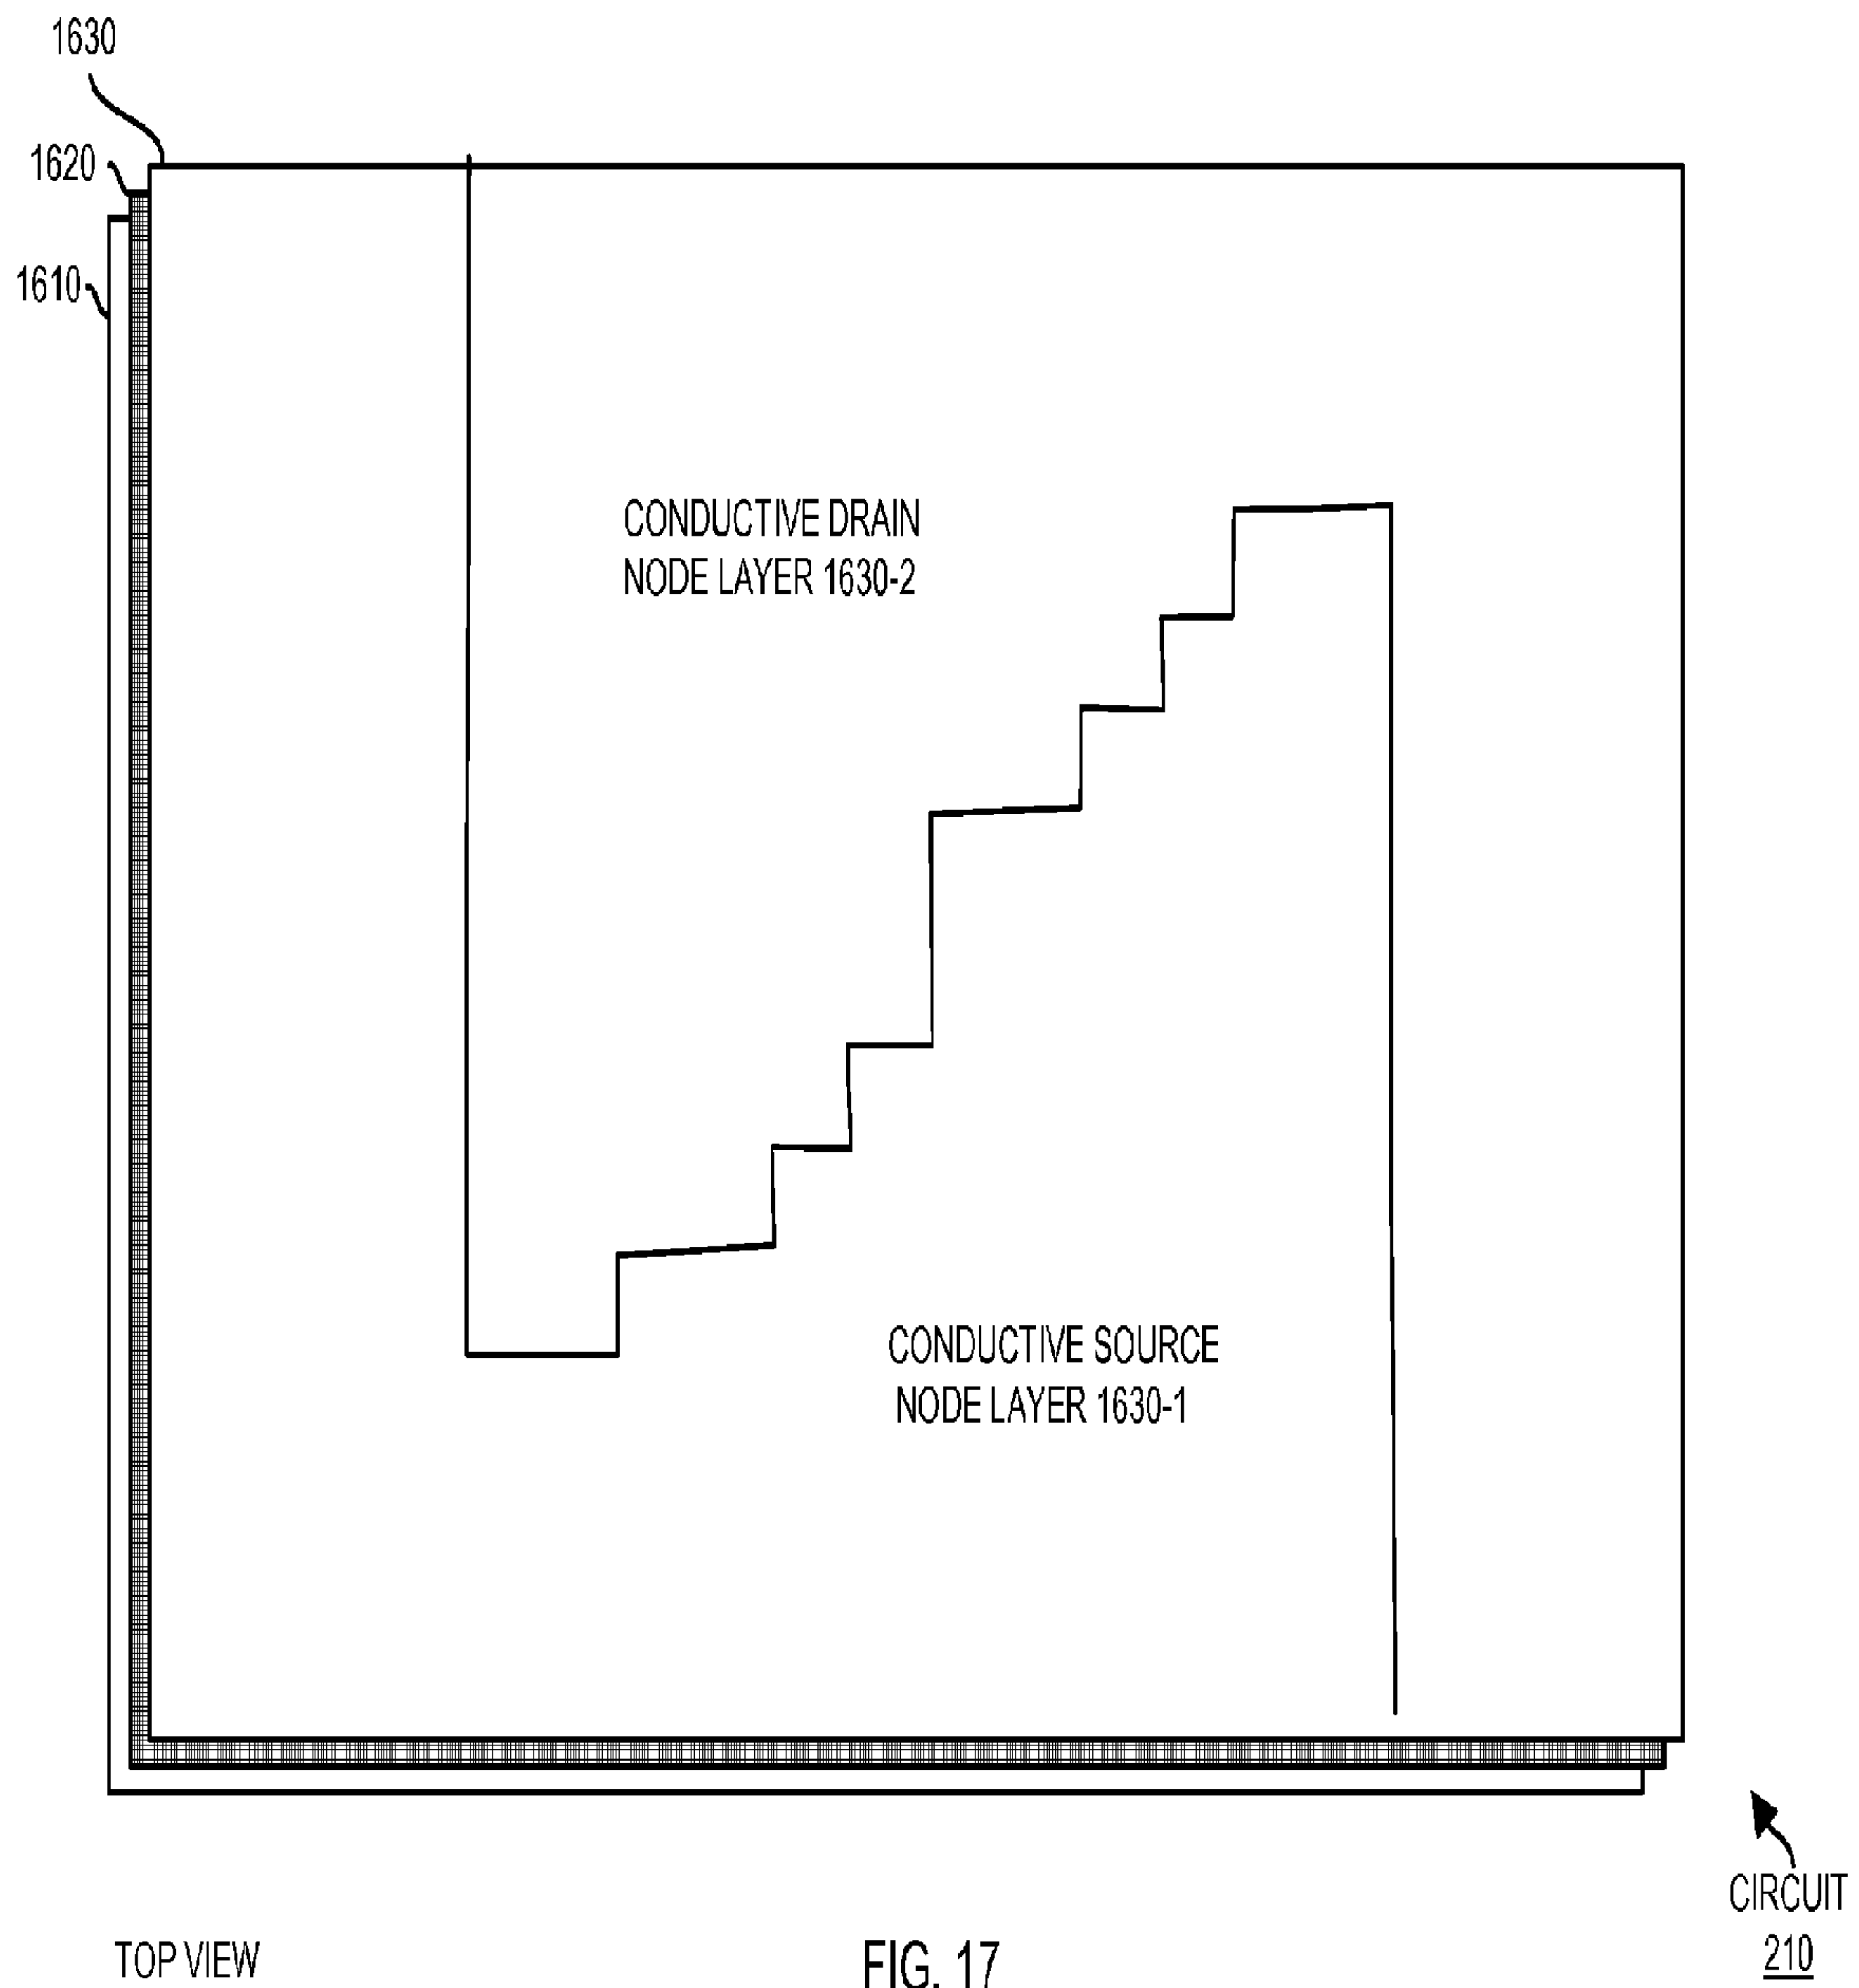 1630
1620
1610
CONDUCTIVE DRAIN
NODE LAYER 1630-2
CONDUCTIVE SOURCE
NODE LAYER 1630-1
CIRCUIT
210
TOP VIEW
FIG. 17